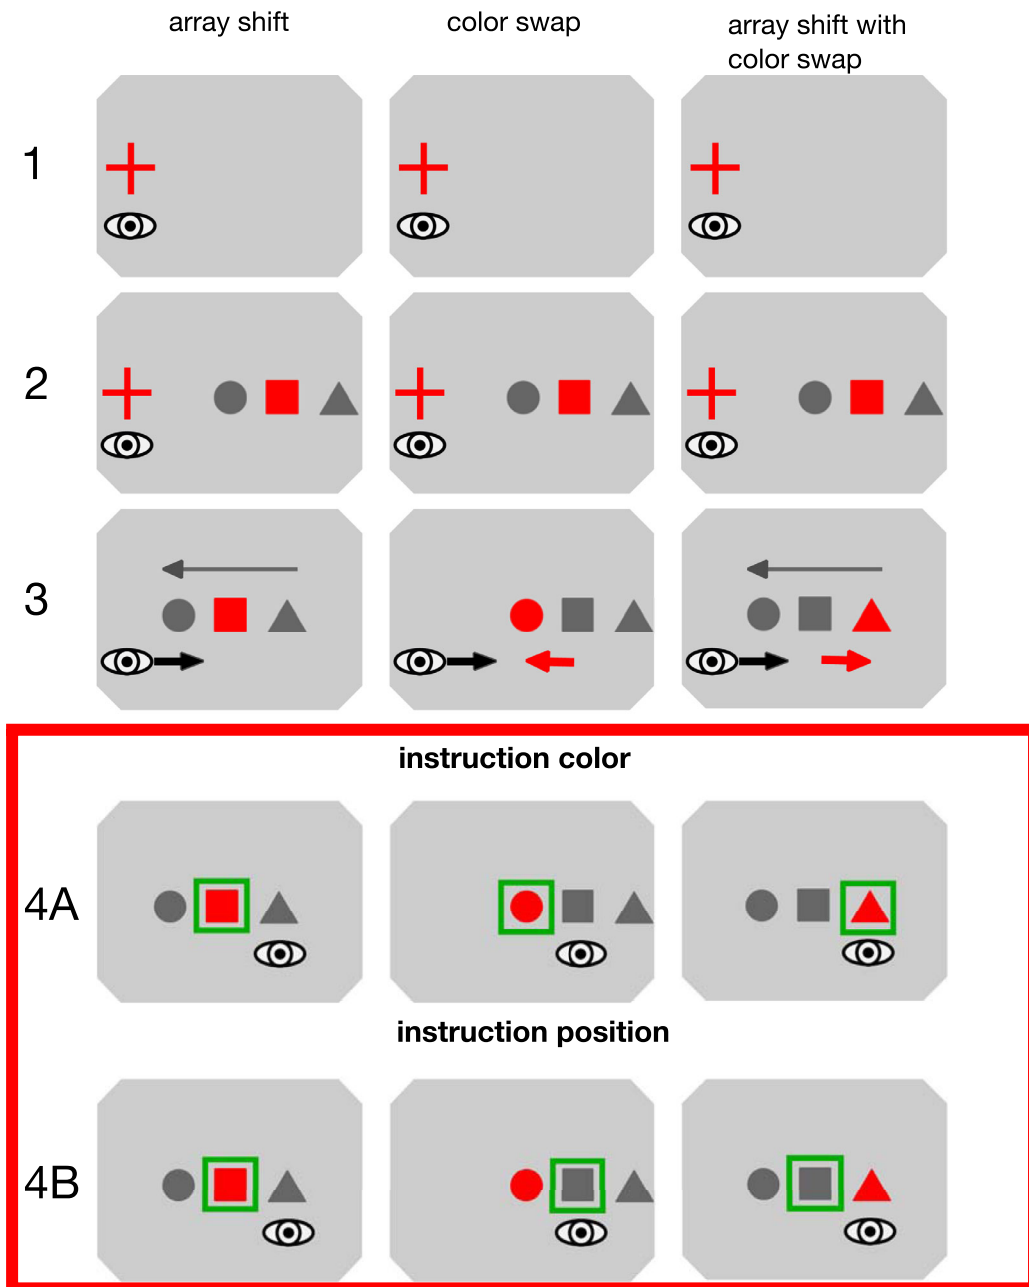 array shift
color swap
array shift with
color swap
1
2
3
instruction color
4A
instruction position
4B